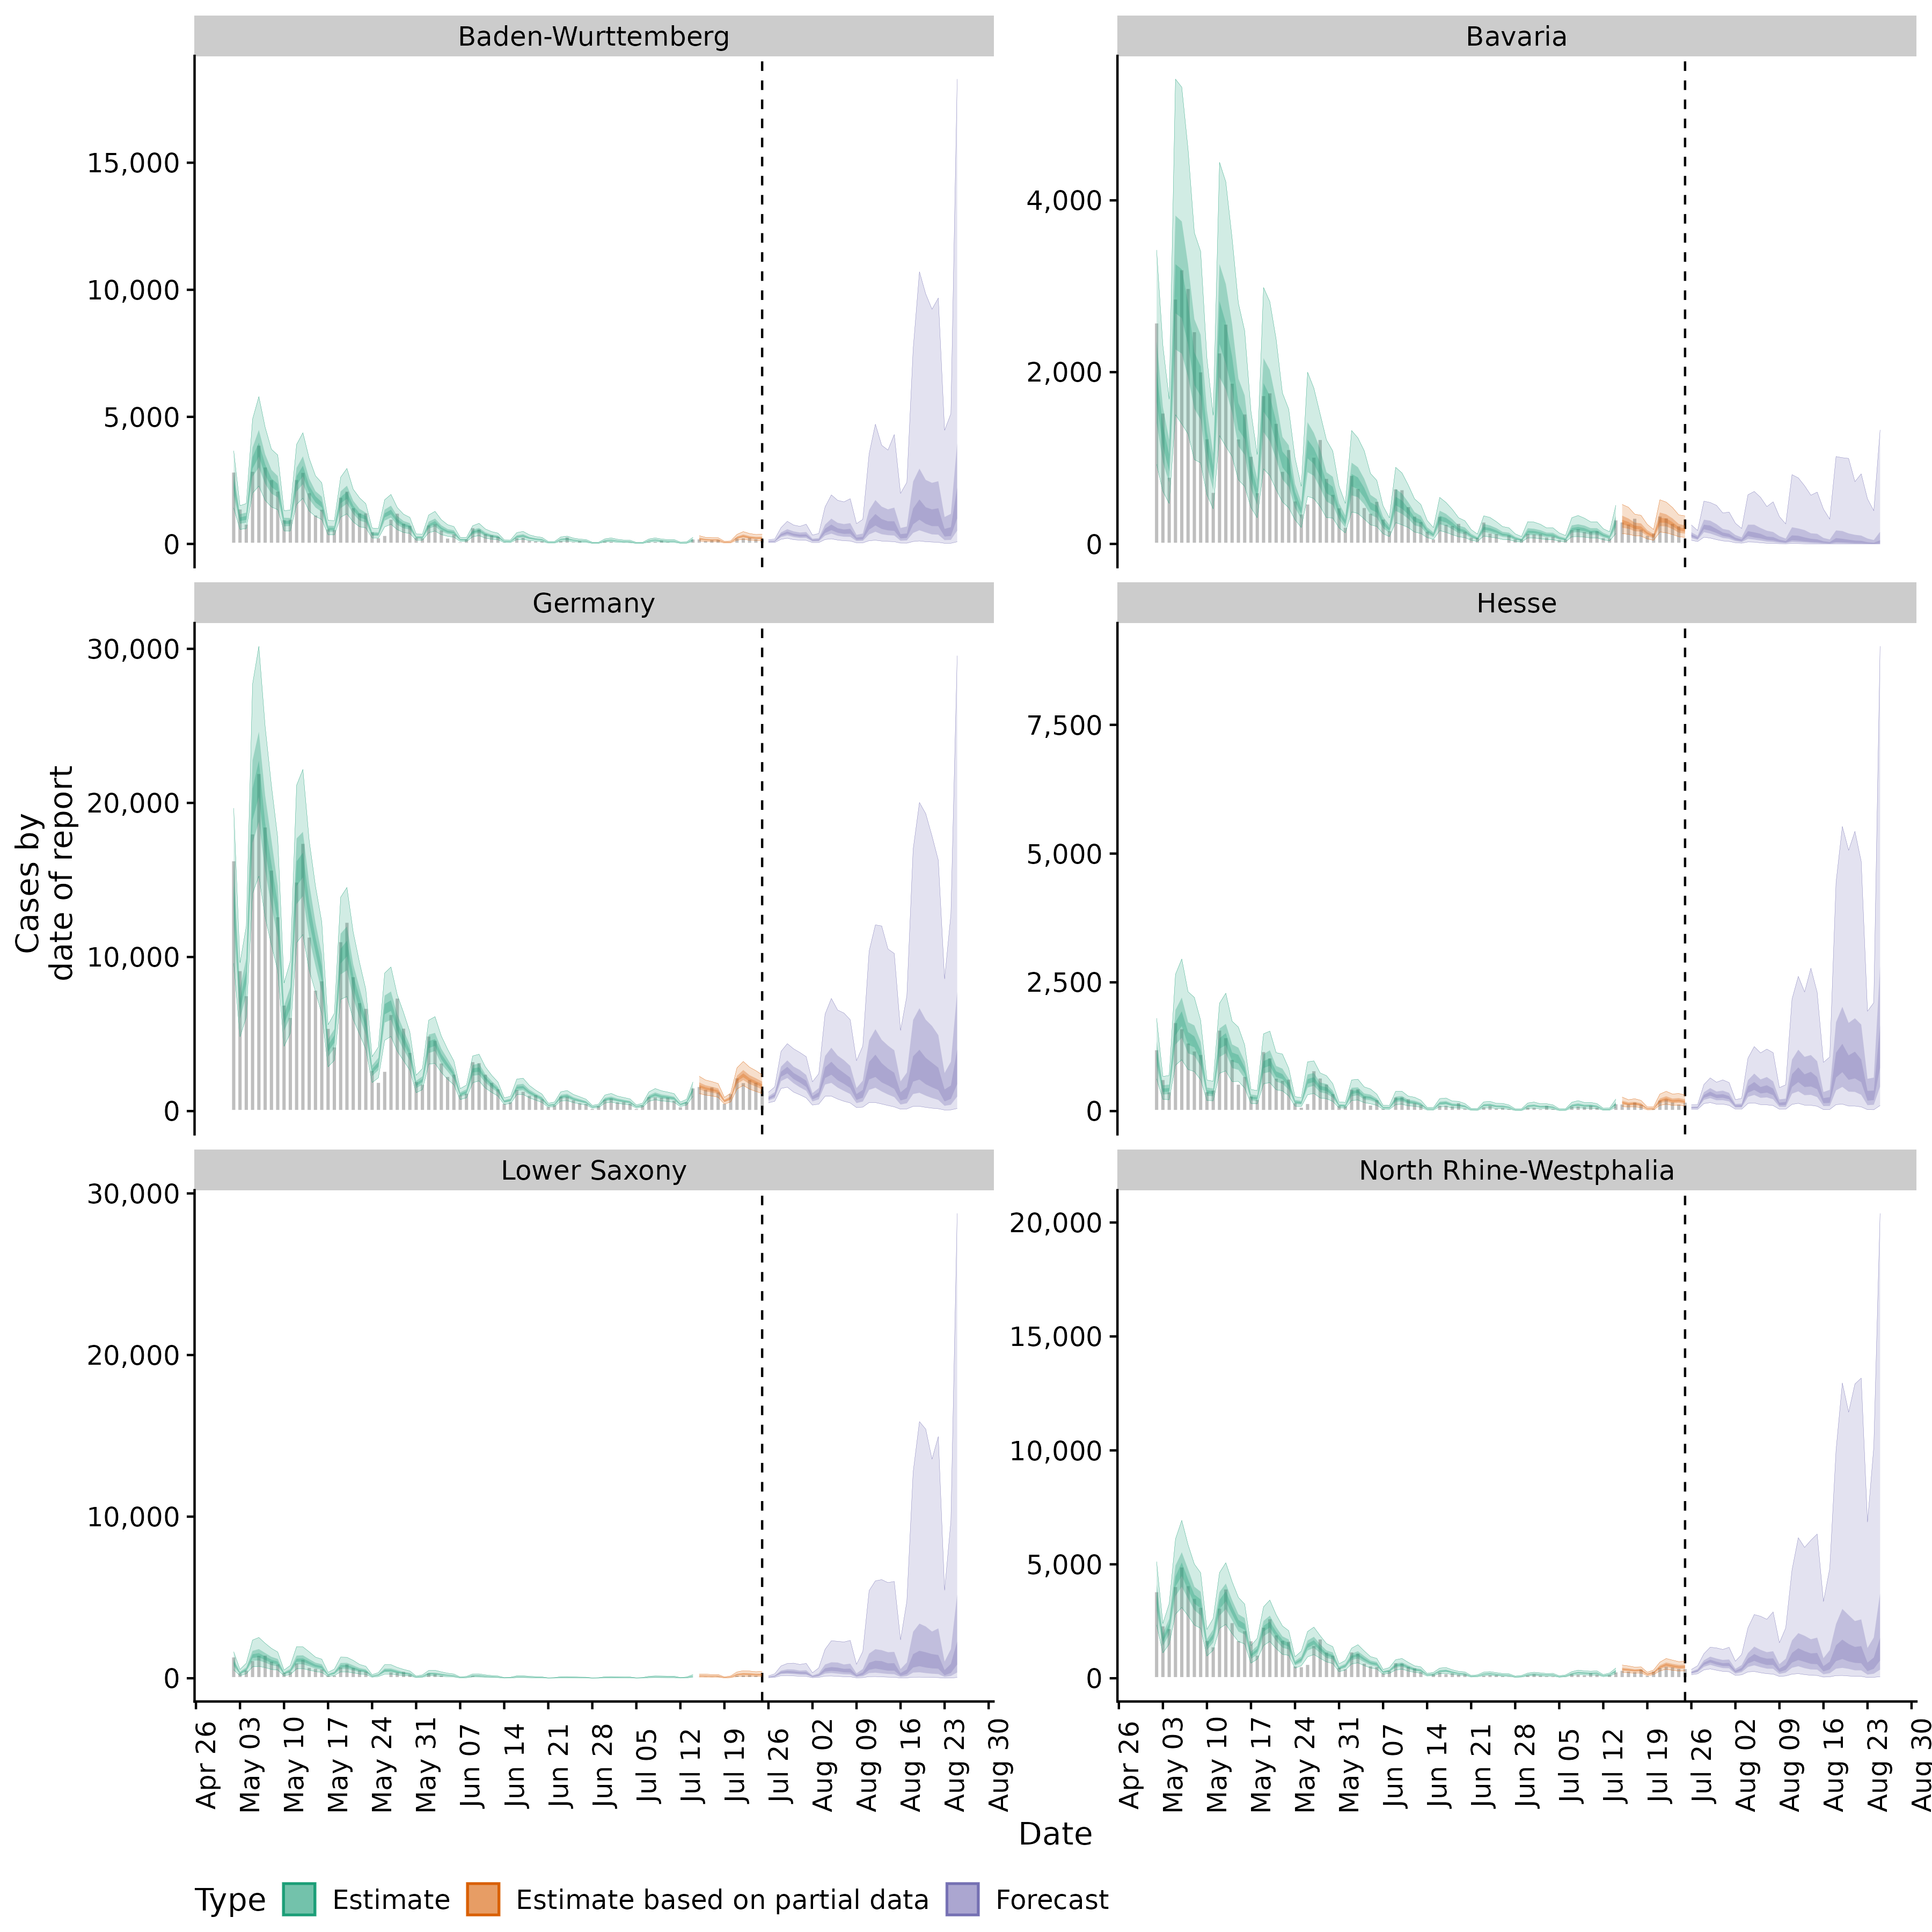 Baden-Wurttemberg
Bavaria
15,000
10,000
5,000
0
4,000
2,000
0
Germany
Hesse
30,000
20,000
10,000
0
7,500
5,000
2,500
0
Cases by
date of report
Lower Saxony
North Rhine-Westphalia
30,000
20,000
10,000
0
20,000
15,000
10,000
5,000
0
Apr 26
May 03
May 10
May 17
May 24
May 31
Jun 07
Jun 14
Jun 21
Jun 28
Jul 05
Jul 12
Jul 19
Jul 26
Aug 02
Aug 09
Aug 16
Aug 23
Aug 30
Apr 26
May 03
May 10
May 17
May 24
May 31
Jun 07
Jun 14
Jun 21
Jun 28
Jul 05
Jul 12
Jul 19
Jul 26
Aug 02
Aug 09
Aug 16
Aug 23
Aug 30
Date
Type Estimate Estimate based on partial data Forecast